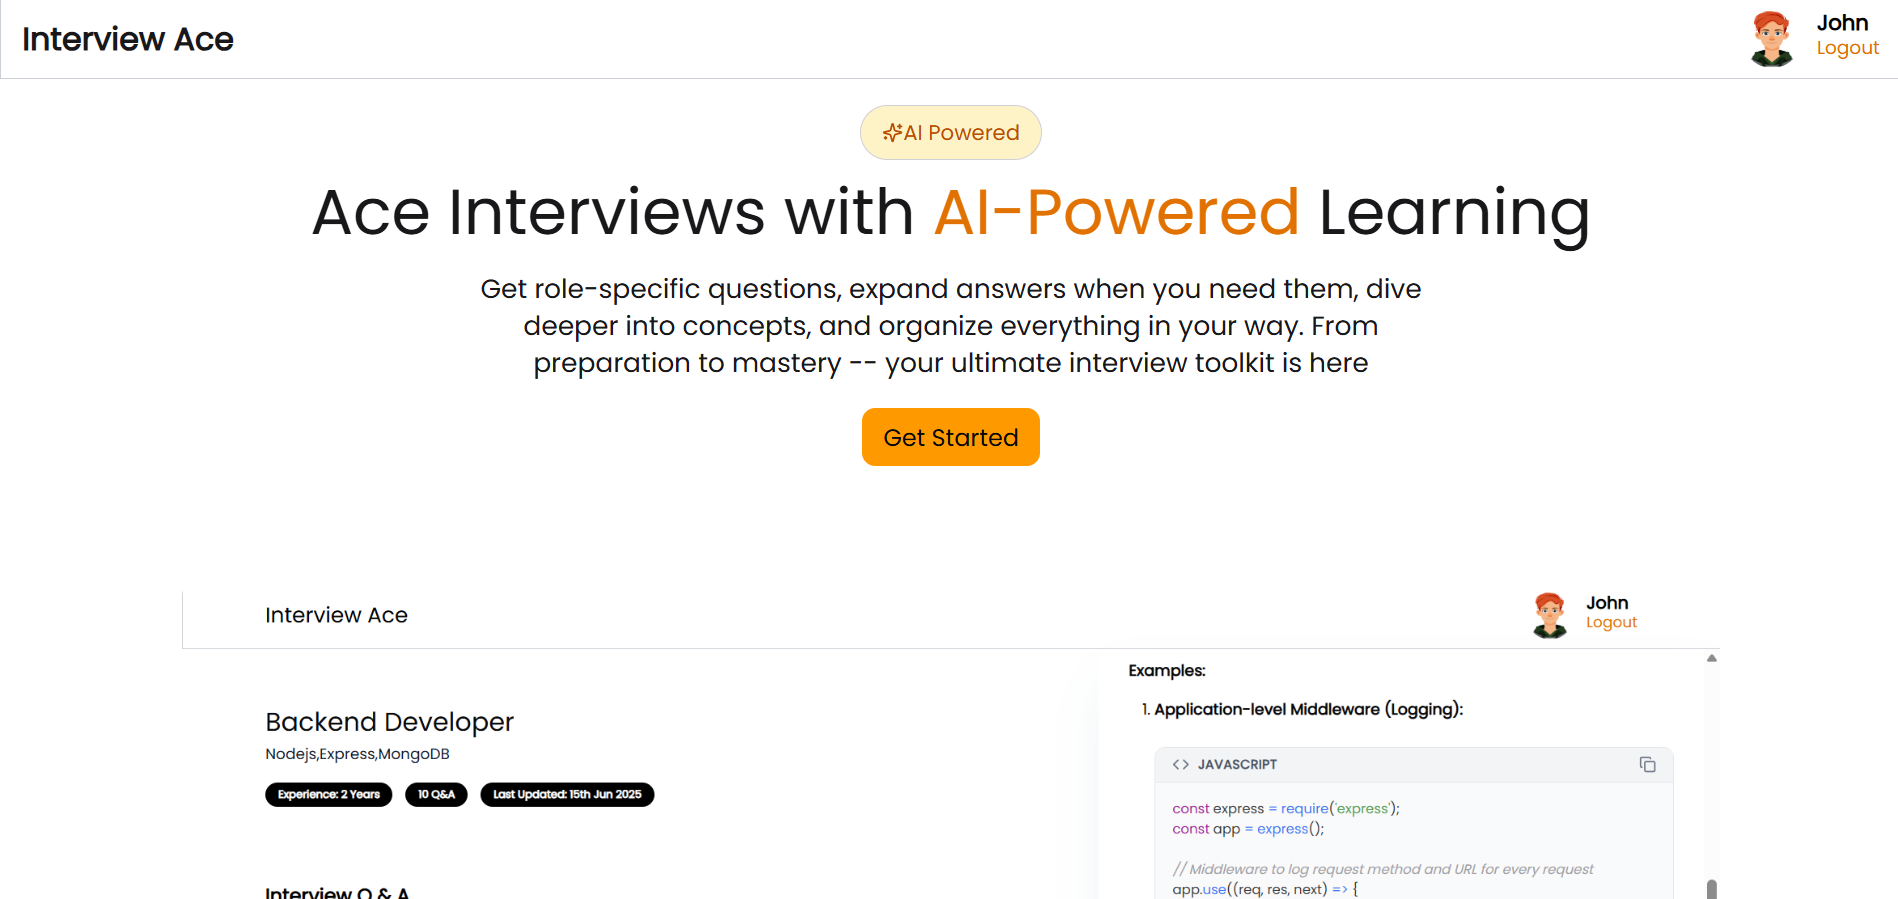 Interview Ace
John
Logout
AI Powered
Ace Interviews with AI-Powered Learning
Get role-specific questions, expand answers when you need them, dive
deeper into concepts, and organize everything in your way. From
preparation to mastery -- your ultimate interview toolkit is here
Get Started
Interview Ace
John
Logout
Backend Developer
Nodejs,Express,MongoDB
Experience: 2 Years
10 Q&A
Last Updated: 15th Jun 2025
Interview Q & A
Examples:
1. Application-level Middleware (Logging):
<> JAVASCRIPT
const express = require('express');
const app = express();
// Middleware to log request method and URL for every request
app.use((req, res, next) => {